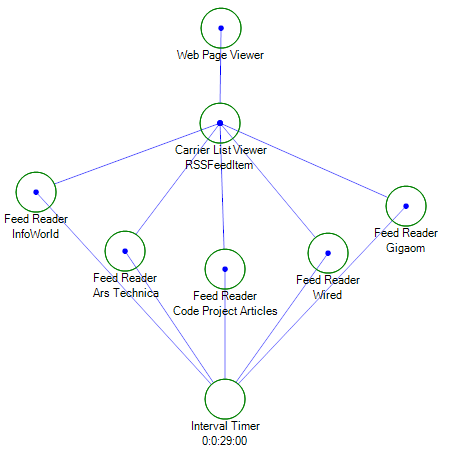 Web Page Viewer
Carrier List Viewer
RSSFeedItem
Feed Reader
InfoWorld
Feed Reader
Gigaom
Feed Reader
Ars Technica
Feed Reader
Wired
Feed Reader
Code Project Articles
Interval Timer
0:0:29:00